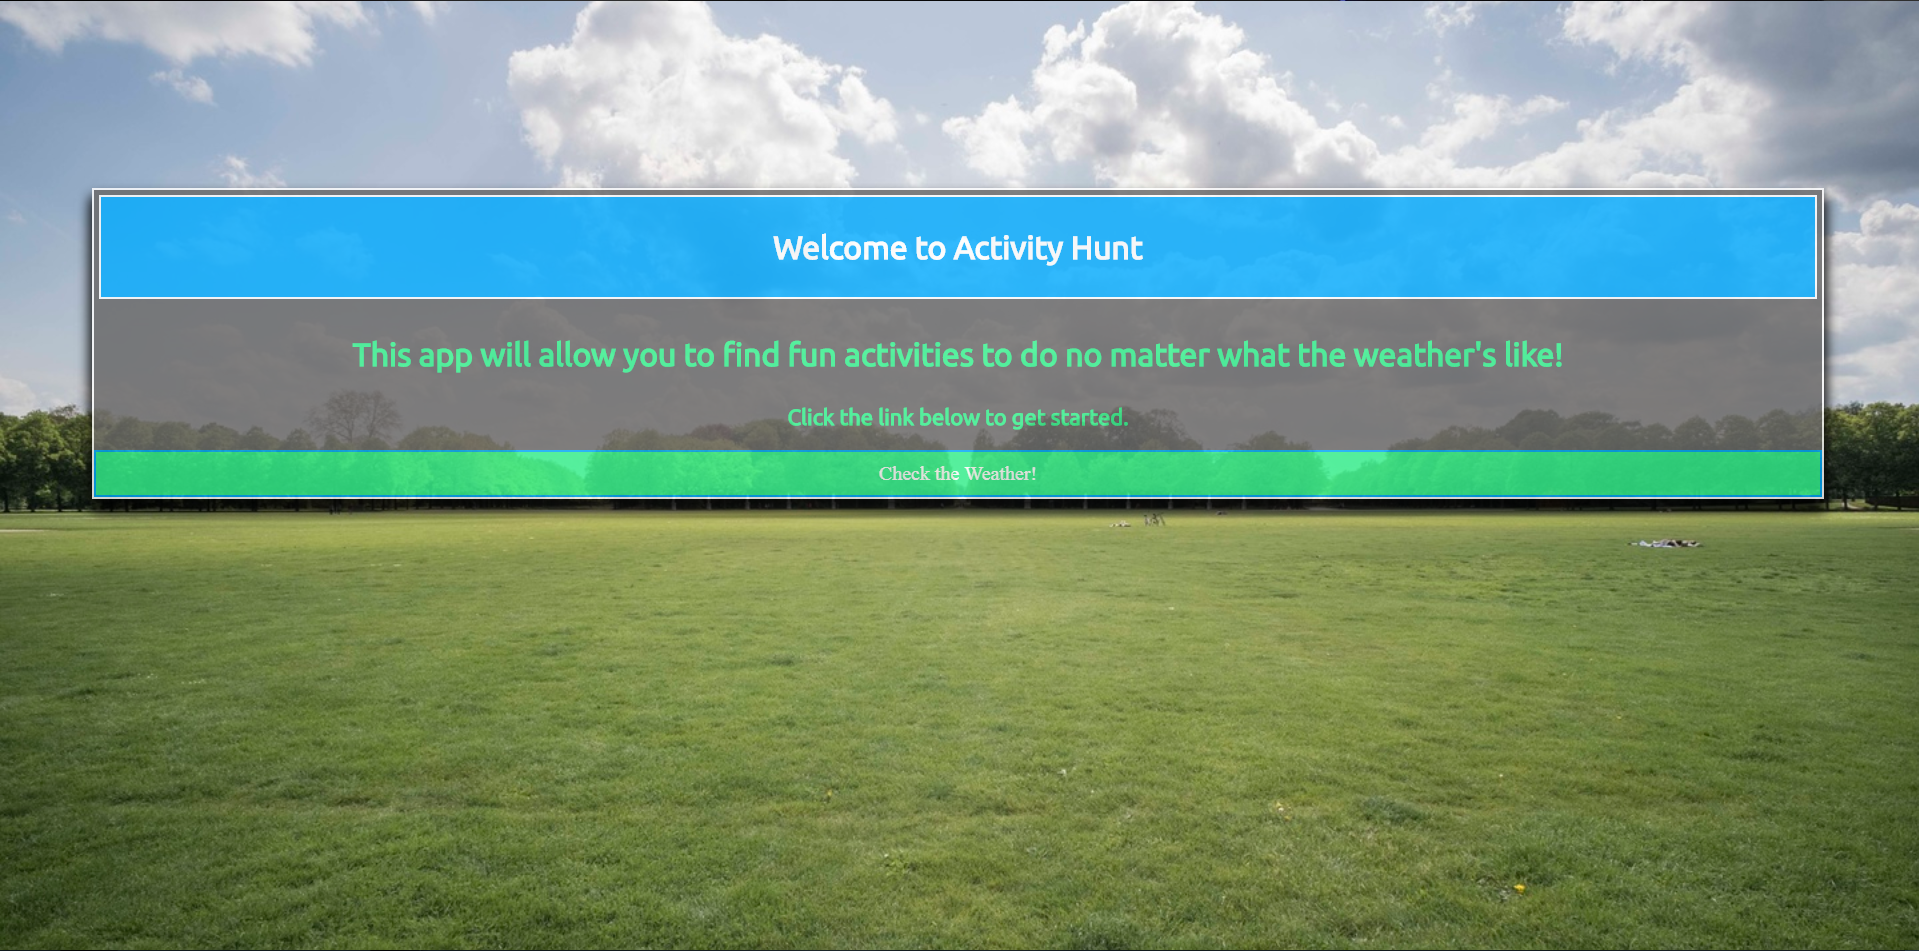 Welcome to Activity Hunt
This app will allow you to find fun activities to do no matter what the weather's like!
Click the link below to get started.
Check the Weather!